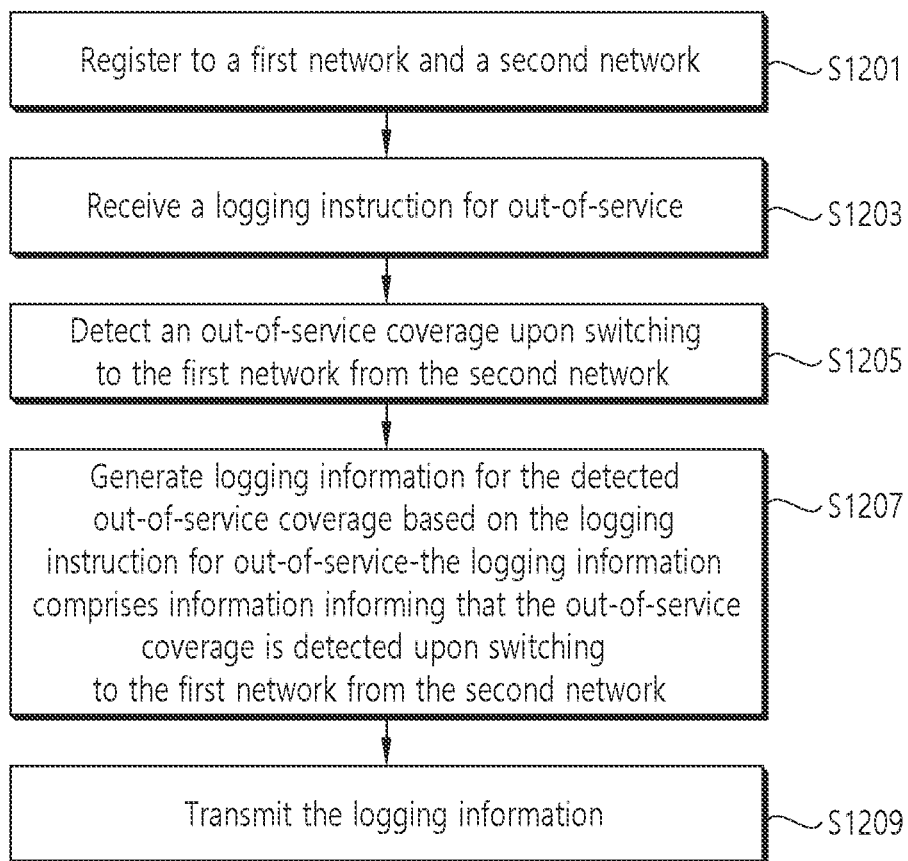 Register to a first network and a second network
S1201
Receive a logging instruction for out-of-service
S1203
Detect an out-of-service coverage upon switching
to the first network from the second network
S1205
Generate logging information for the detected
out-of-service coverage based on the logging
instruction for out-of-service-the logging information
comprises information informing that the out-of-service
coverage is detected upon switching
to the first network from the second network
S1207
Transmit the logging information
S1209